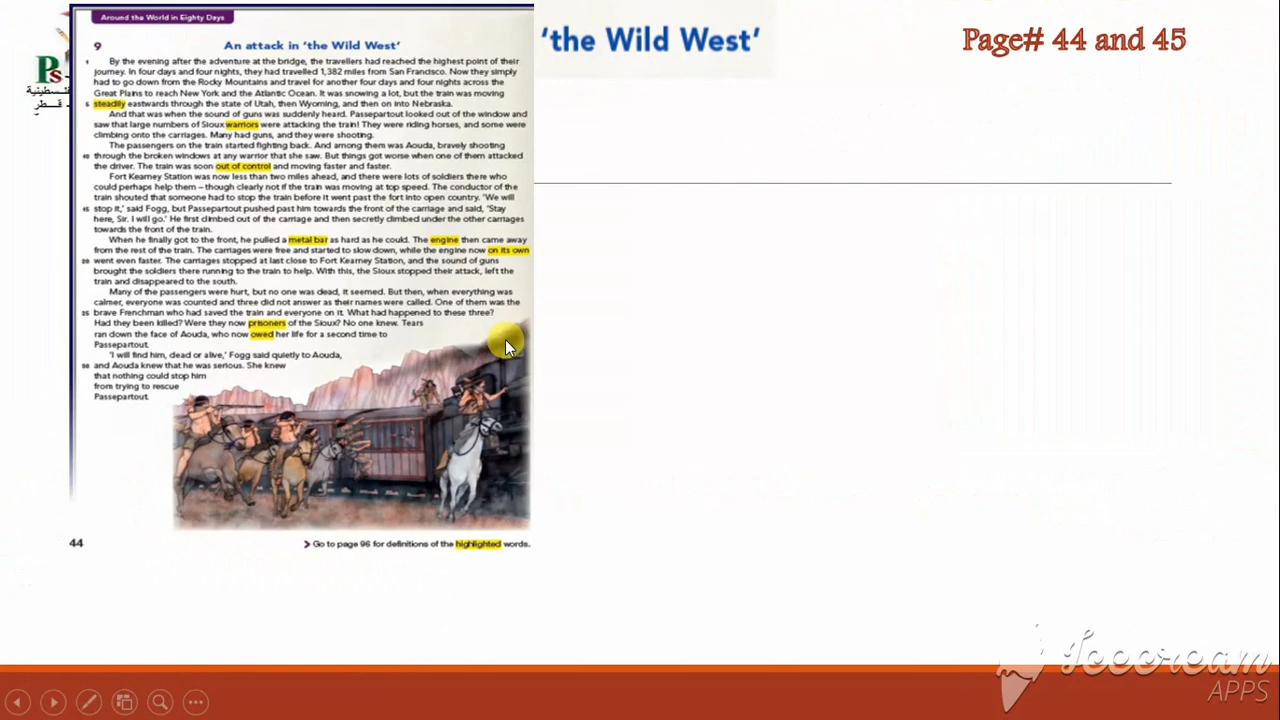 Around the World in Eighty Days
‘the Wild West’
Page# 44 and 45
9
An attack in ‘the Wild West’
Ps
فلسطينية
قطر
1 By the evening after the adventure at the bridge, the travellers had reached the highest point of their
journey. In four days and four nights, they had travelled 1,382 miles from San Francisco. Now they simply
had to go down from the Rocky Mountains and travel for another four days and four nights across the
Great Plains to reach New York and the Atlantic Ocean. It was snowing a lot, but the train was moving
5 steadily eastwards through the state of Utah, then Wyoming, and then on into Nebraska.
And that was when the sound of guns was suddenly heard. Passepartout looked out of the window and
saw that large numbers of Sioux warriors were attacking the train! They were riding horses, and some were
climbing onto the carriages. Many had guns, and they were shooting.
The passengers on the train started fighting back. And among them was Aouda, bravely shooting
10 through the broken windows at any warrior that she saw. But things got worse when one of them attacked
the driver. The train was soon out of control and moving faster and faster.
Fort Kearney Station was now less than two miles ahead, and there were lots of soldiers there who
could perhaps help them – though clearly not if the train was moving at top speed. The conductor of the
train shouted that someone had to stop the train before it went past the fort into open country. ‘We will
15 stop it,’ said Fogg, but Passepartout pushed past him towards the front of the carriage and said, ‘Stay
here, Sir. I will go.’ He first climbed out of the carriage and then secretly climbed under the other carriages
towards the front of the train.
When he finally got to the front, he pulled a metal bar as hard as he could. The engine then came away
from the rest of the train. The carriages were free and started to slow down, while the engine now on its own
20 went even faster. The carriages stopped at last close to Fort Kearney Station, and the sound of guns
brought the soldiers there running to the train to help. With this, the Sioux stopped their attack, left the
train and disappeared to the south.
Many of the passengers were hurt, but no one was dead, it seemed. But then, when everything was
calmer, everyone was counted and three did not answer as their names were called. One of them was the
25 brave Frenchman who had saved the train and everyone on it. What had happened to these three?
Had they been killed? Were they now prisoners of the Sioux? No one knew. Tears
ran down the face of Aouda, who now owed her life for a second time to
Passepartout.
‘I will find him, dead or alive,’ Fogg said quietly to Aouda,
30 and Aouda knew that he was serious. She knew
that nothing could stop him
from trying to rescue
Passepartout.
44
Go to page 96 for definitions of the highlighted words.
Icecream
APPS